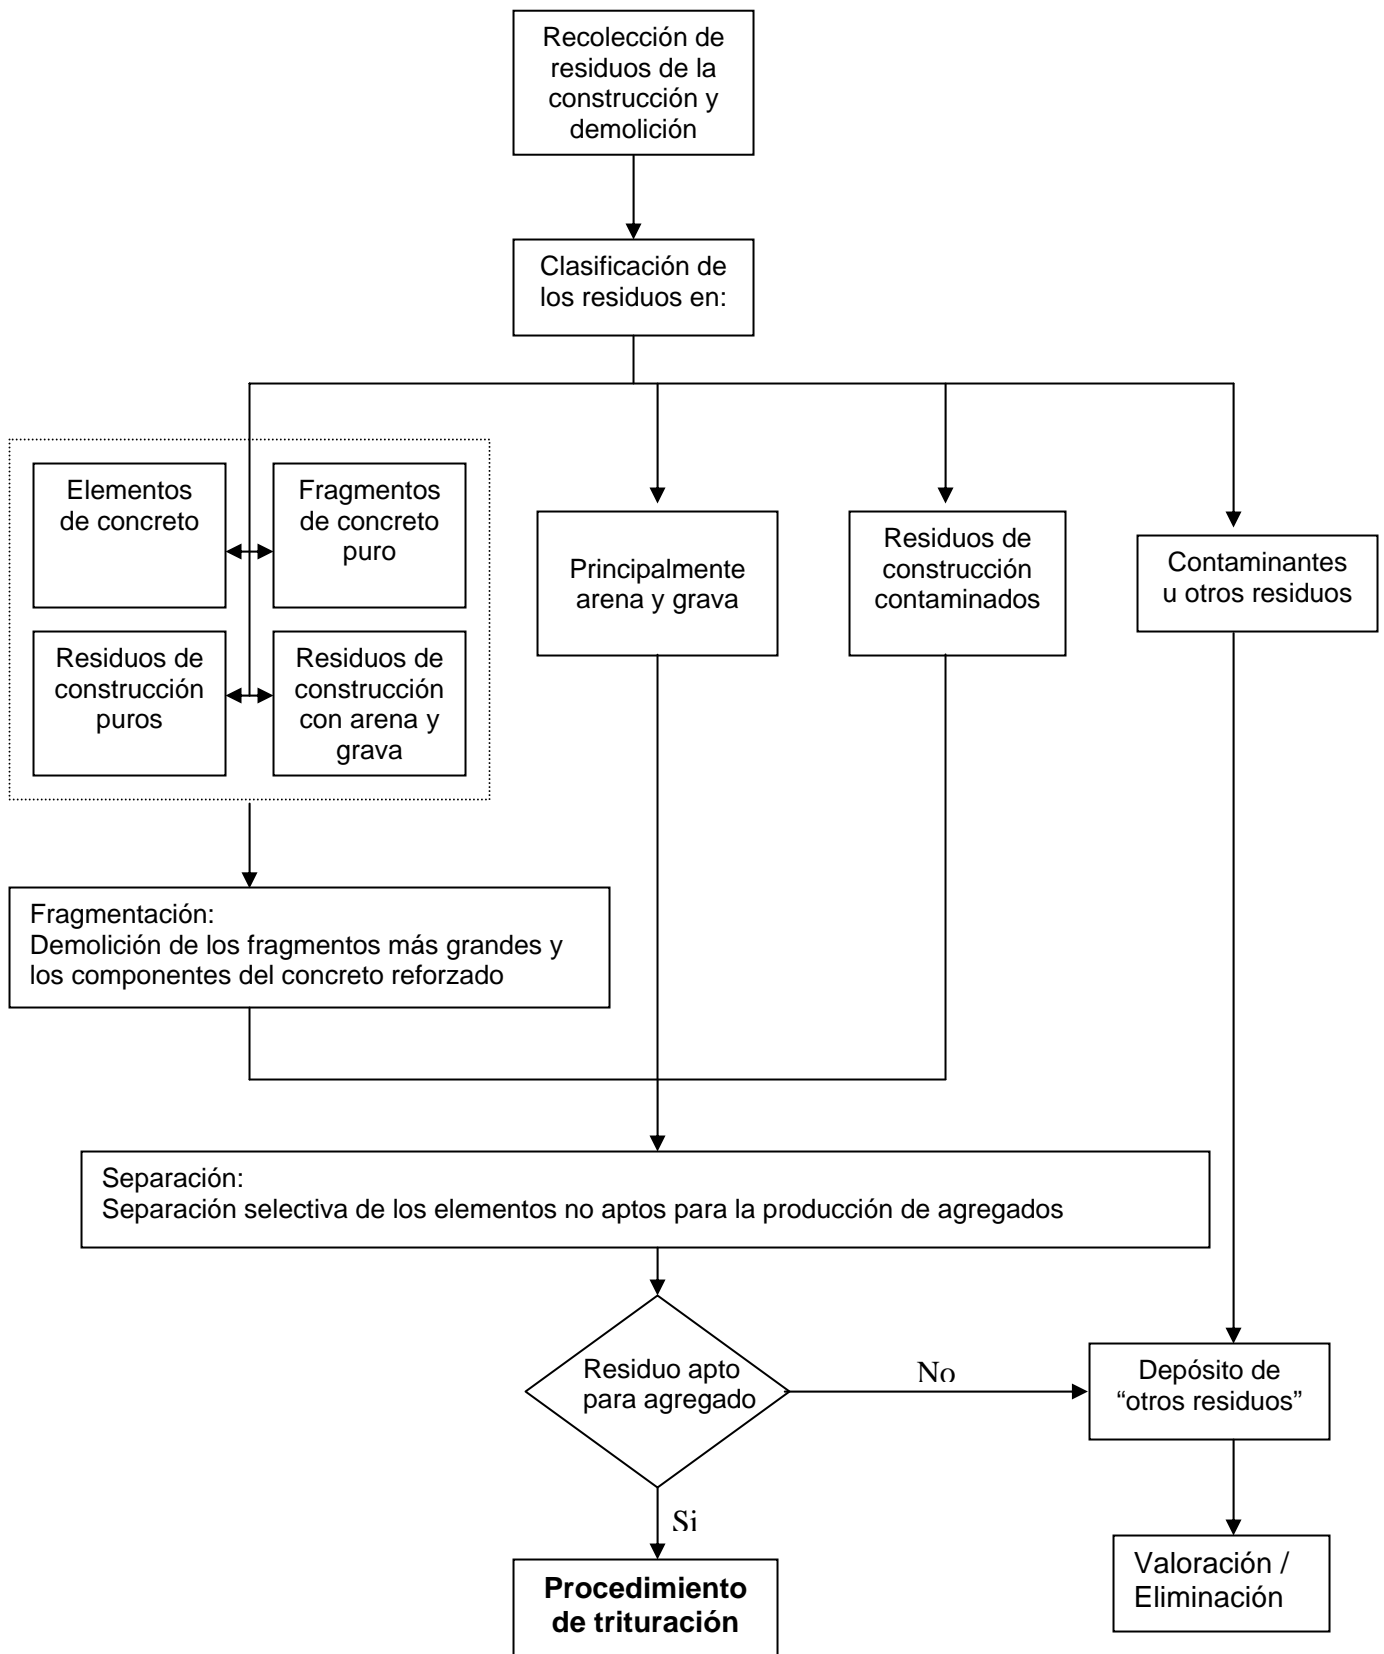 Recolección de
residuos de la
construcción y
demolición
Clasificación de
los residuos en:
Elementos
de concreto
Fragmentos
de concreto
puro
Residuos de
construcción
puros
Residuos de
construcción
con arena y
grava
Principalmente
arena y grava
Residuos de
construcción
contaminados
Contaminantes
u otros residuos
Fragmentación:
Demolición de los fragmentos más grandes y
los componentes del concreto reforzado
Separación:
Separación selectiva de los elementos no aptos para la producción de agregados
Residuo apto
para agregado
No
Depósito de
“otros residuos”
Si
Procedimiento
de trituración
Valoración /
Eliminación